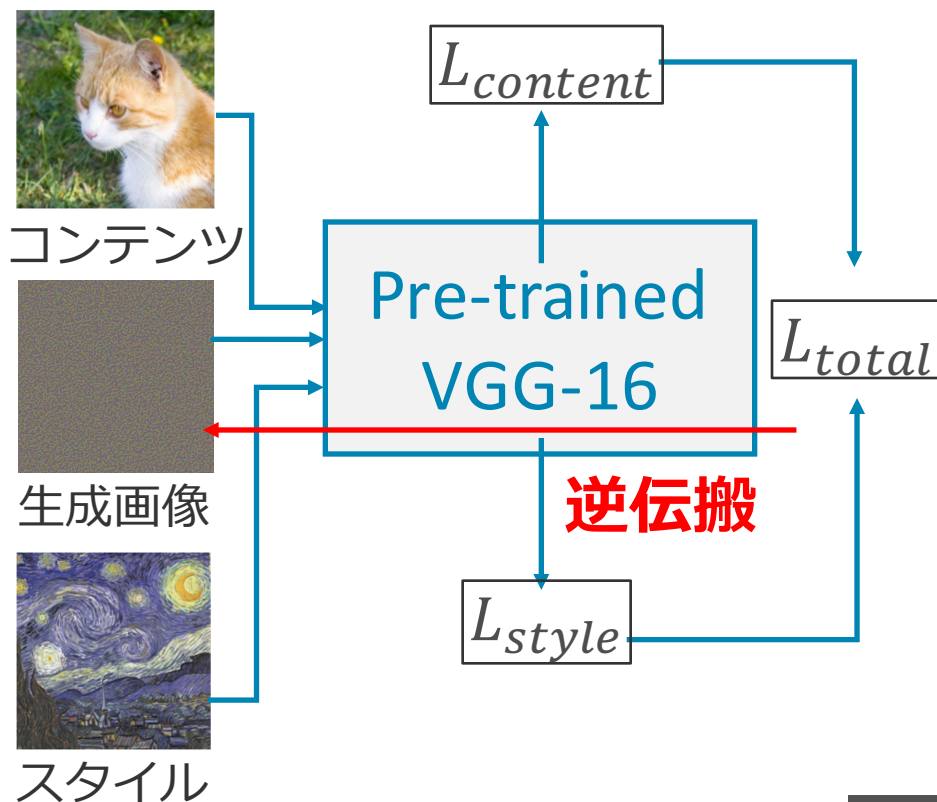 L_content
コンテンツ
Pre-trained
VGG-16
L_total
生成画像
逆伝搬
L_style
スタイル